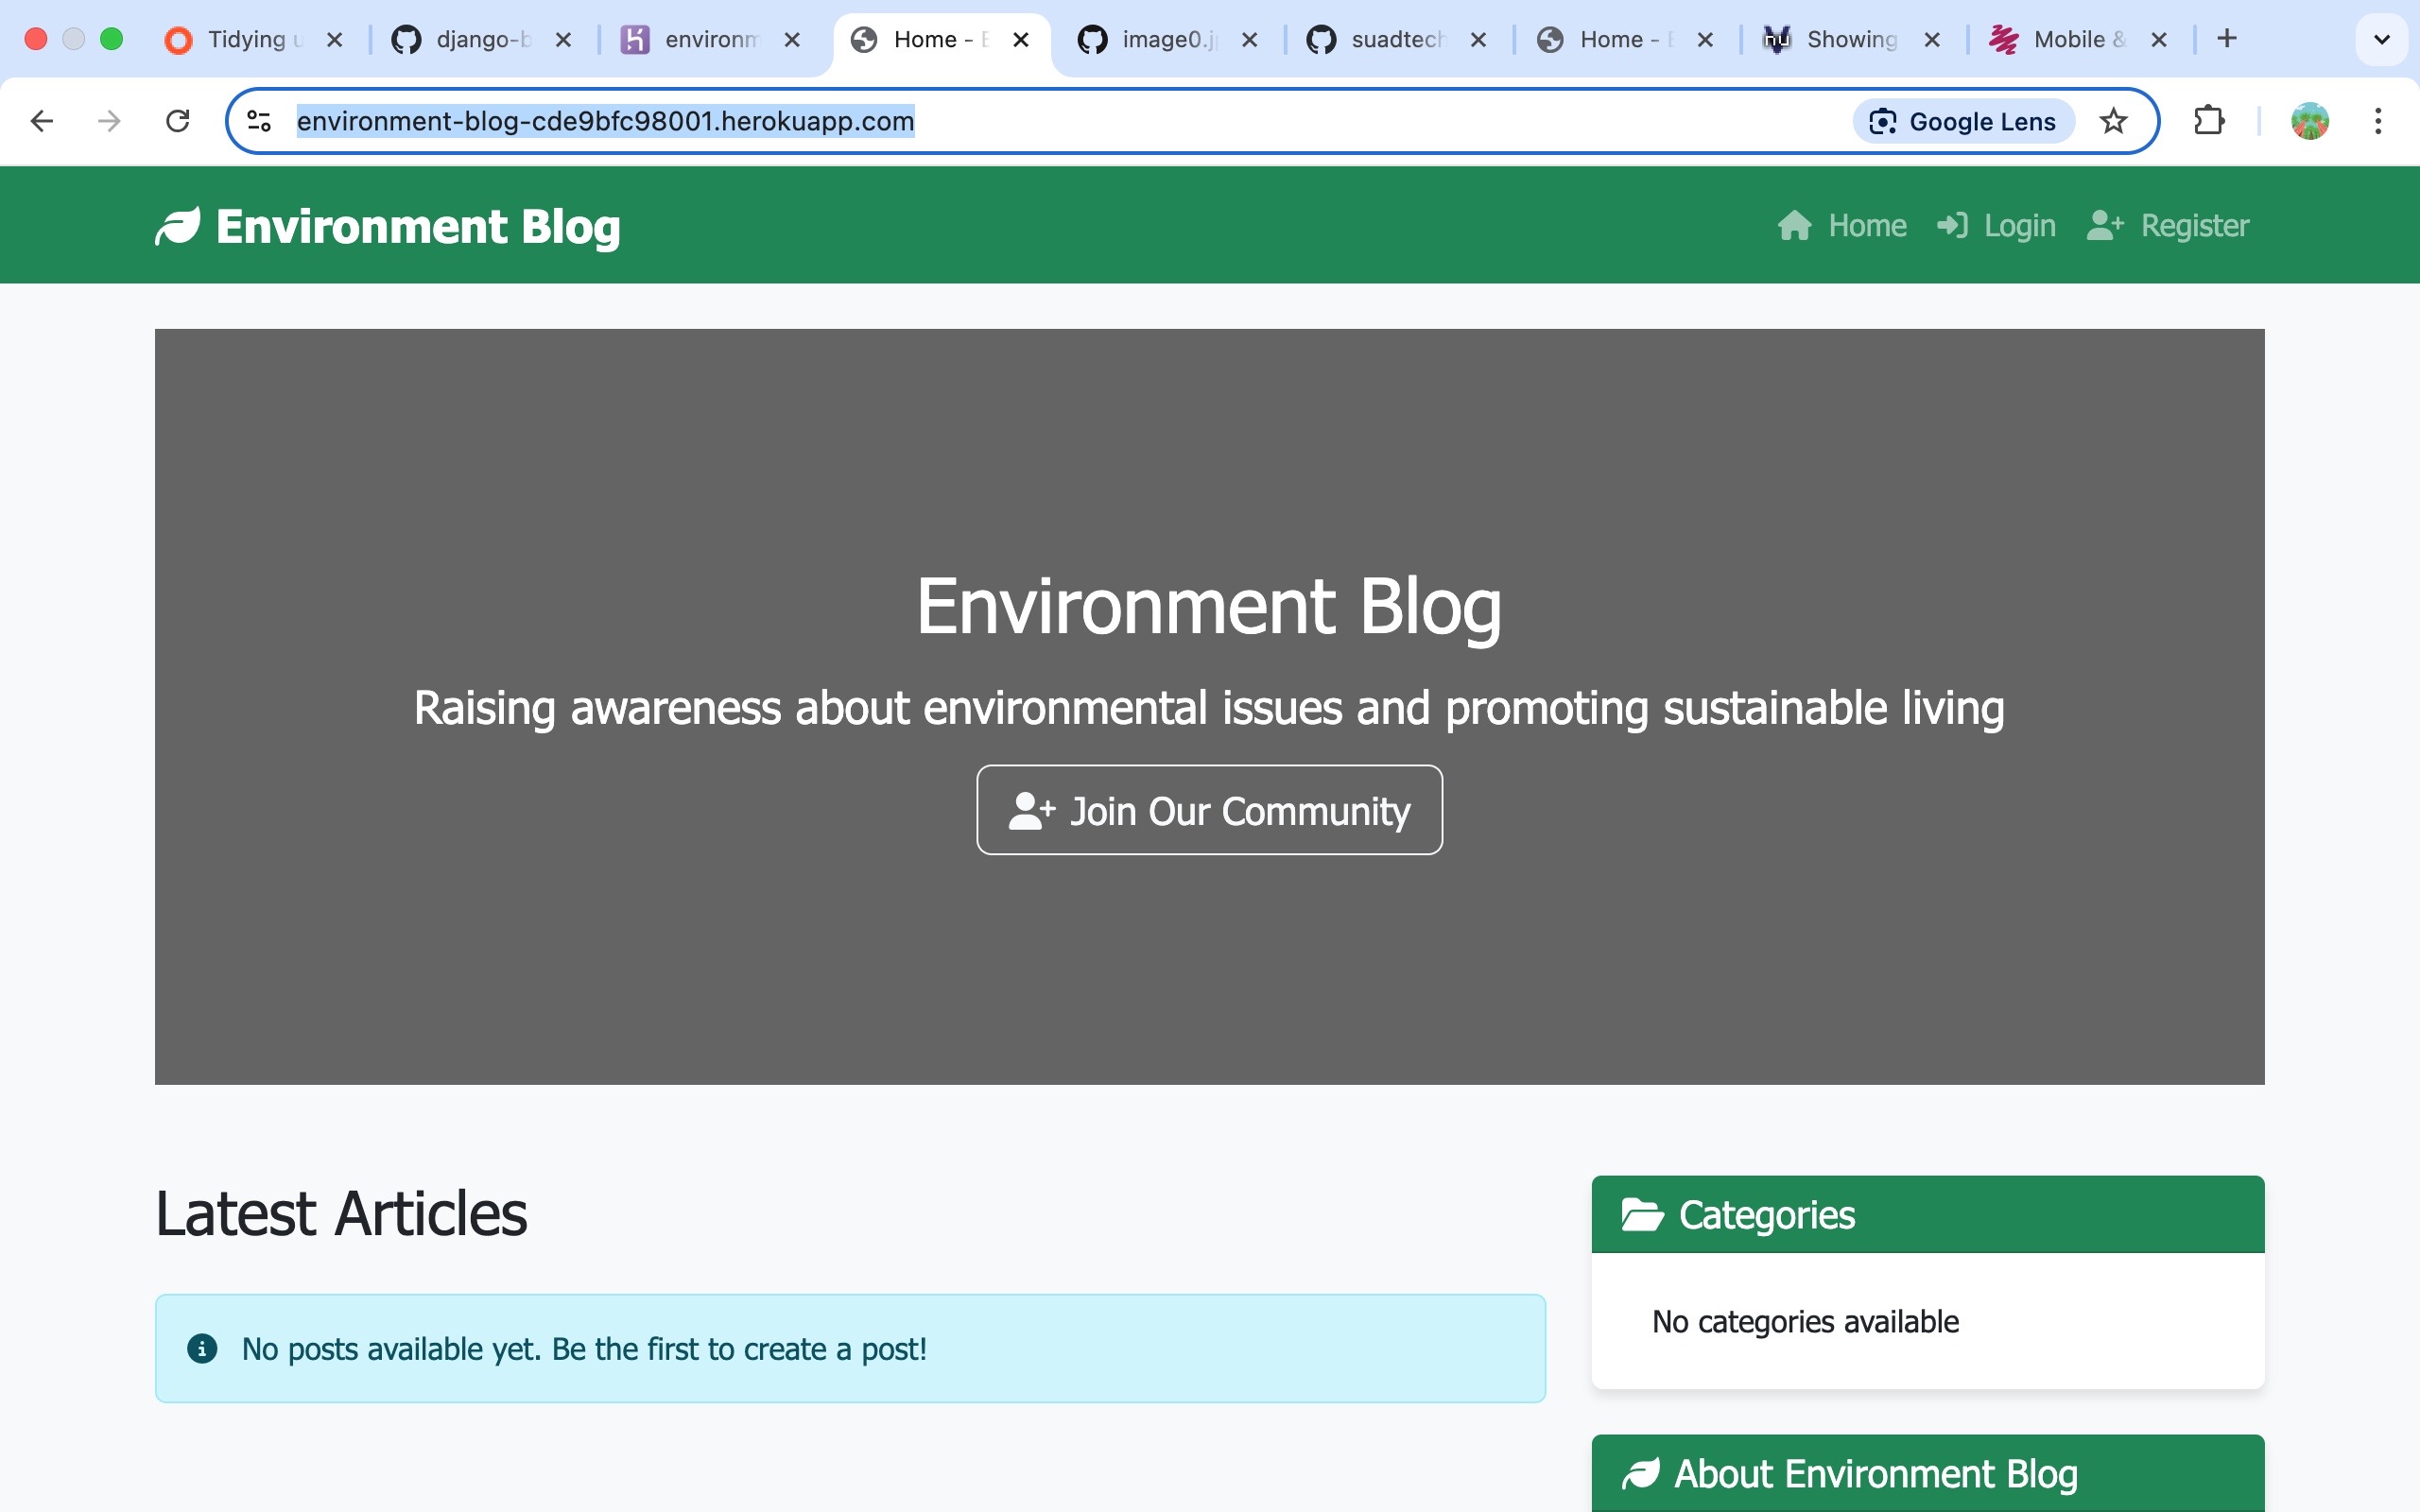 Tidying u
django-b
environm
Home - E
image0.j
suadtech
Home - E
Showing
Mobile &
environment-blog-cde9bfc98001.herokuapp.com
Google Lens
Environment Blog
Home
Login
Register
Environment Blog
Raising awareness about environmental issues and promoting sustainable living
Join Our Community
Latest Articles
No posts available yet. Be the first to create a post!
Categories
No categories available
About Environment Blog